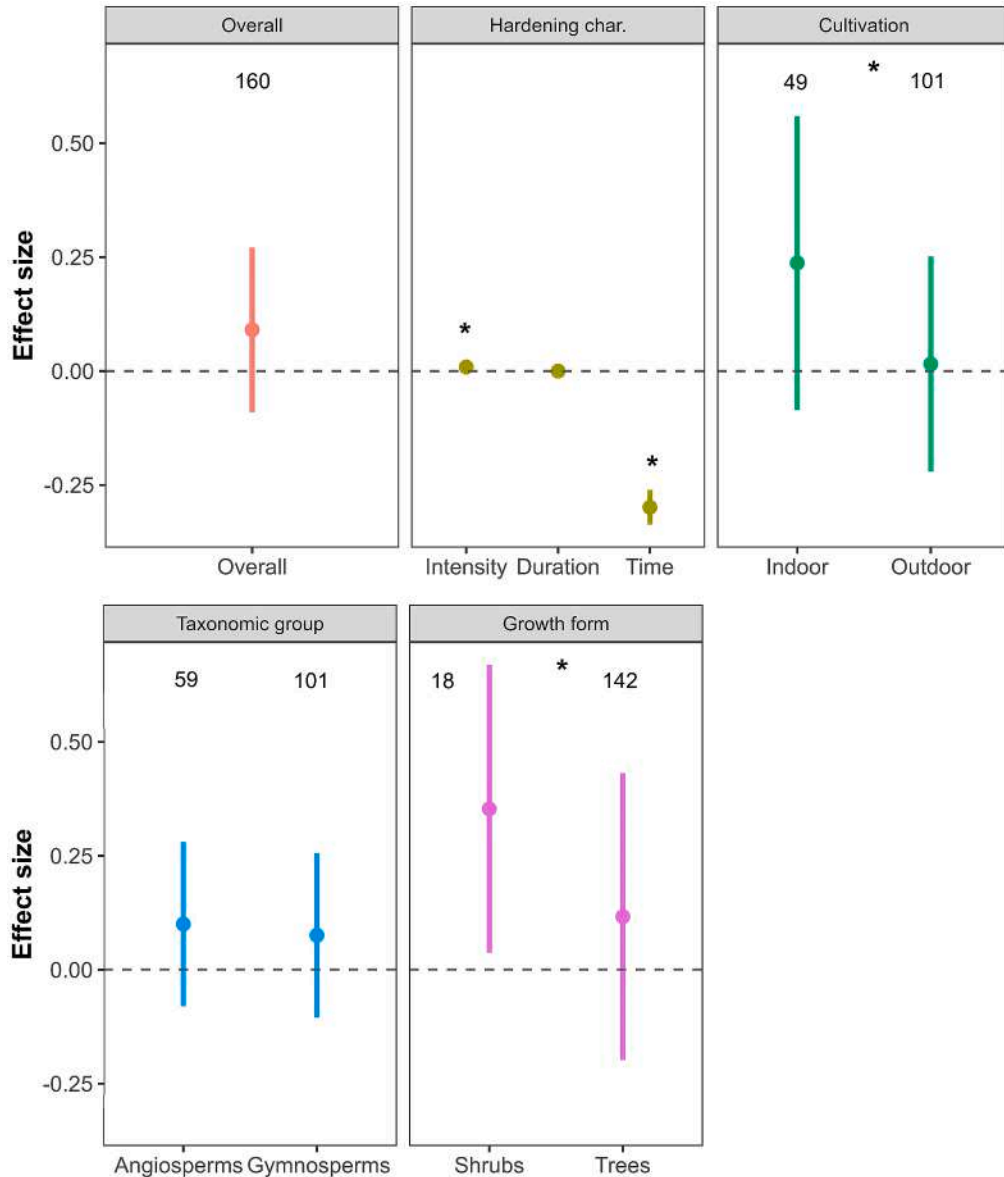 Overall
Hardening char.
Cultivation
160
49
*
101
Effect size
0.50
0.25
0.00
-0.25
*
*
Overall
Intensity
Duration
Time
Indoor
Outdoor
Taxonomic group
Growth form
59
101
18
*
142
Effect size
0.50
0.25
0.00
-0.25
Angiosperms
Gymnosperms
Shrubs
Trees